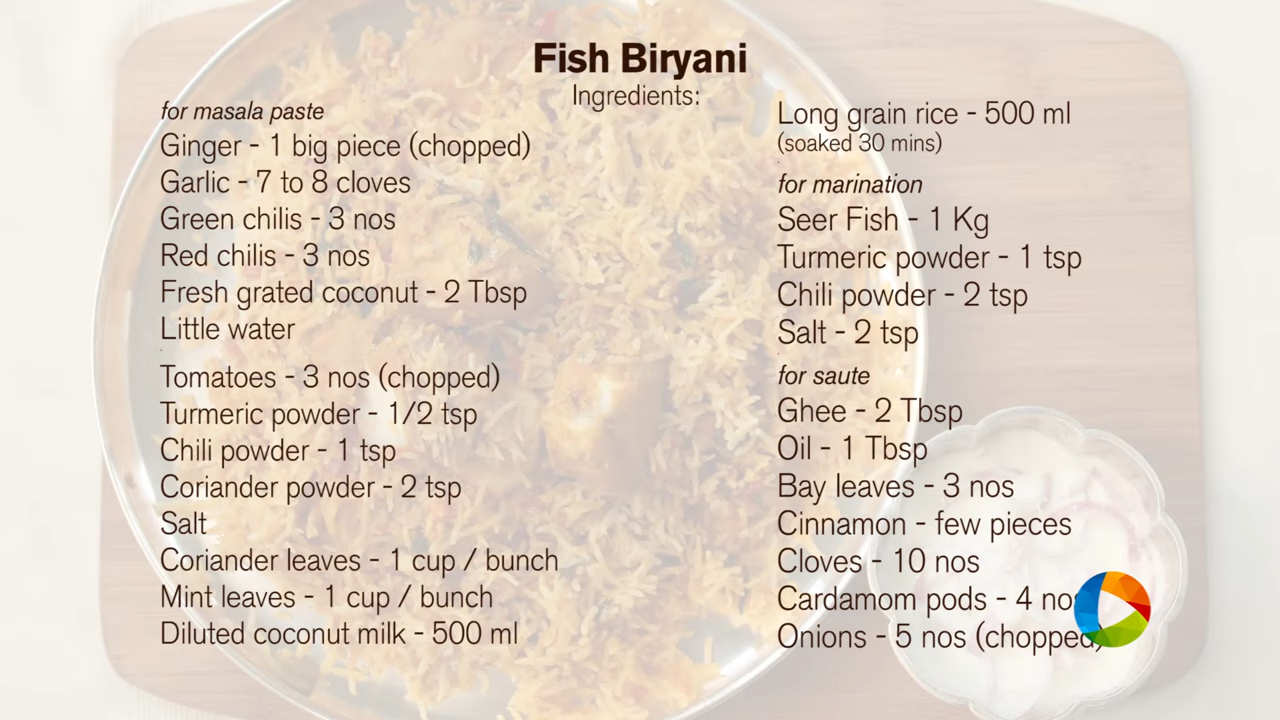 Fish Biryani
Ingredients:
for masala paste
Ginger - 1 big piece (chopped)
Garlic - 7 to 8 cloves
Green chilis - 3 nos
Red chilis - 3 nos
Fresh grated coconut - 2 Tbsp
Little water
Tomatoes - 3 nos (chopped)
Turmeric powder - 1/2 tsp
Chili powder - 1 tsp
Coriander powder - 2 tsp
Salt
Coriander leaves - 1 cup / bunch
Mint leaves - 1 cup / bunch
Diluted coconut milk - 500 ml
Long grain rice - 500 ml
(soaked 30 mins)
for marination
Seer Fish - 1 Kg
Turmeric powder - 1 tsp
Chili powder - 2 tsp
Salt - 2 tsp
for saute
Ghee - 2 Tbsp
Oil - 1 Tbsp
Bay leaves - 3 nos
Cinnamon - few pieces
Cloves - 10 nos
Cardamom pods - 4 nos
Onions - 5 nos (chopped)